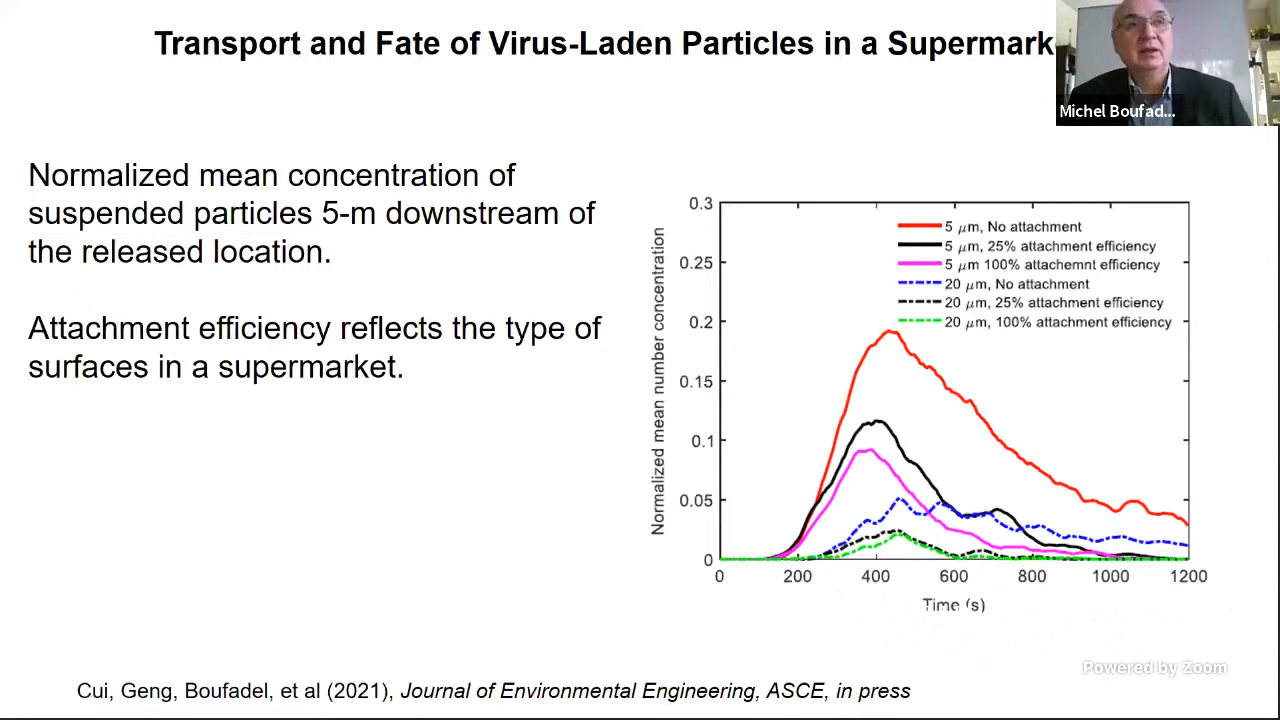 Transport and Fate of Virus-Laden Particles in a Supermark
Michel Boufad...
Normalized mean concentration of
suspended particles 5-m downstream of
the released location.
Attachment efficiency reflects the type of
surfaces in a supermarket.
Normalized mean number concentration
0.3
0.25
0.2
0.15
0.1
0.05
0
5 μm, No attachment
5 μm, 25% attachment efficiency
5 μm 100% attachemnt efficiency
20 μm, No attachment
20 μm, 25% attachment efficiency
20 μm, 100% attachment efficiency
0 200 400 600 800 1000 1200
Time (s)
Powered by Zoom
Cui, Geng, Boufadel, et al (2021), Journal of Environmental Engineering, ASCE, in press